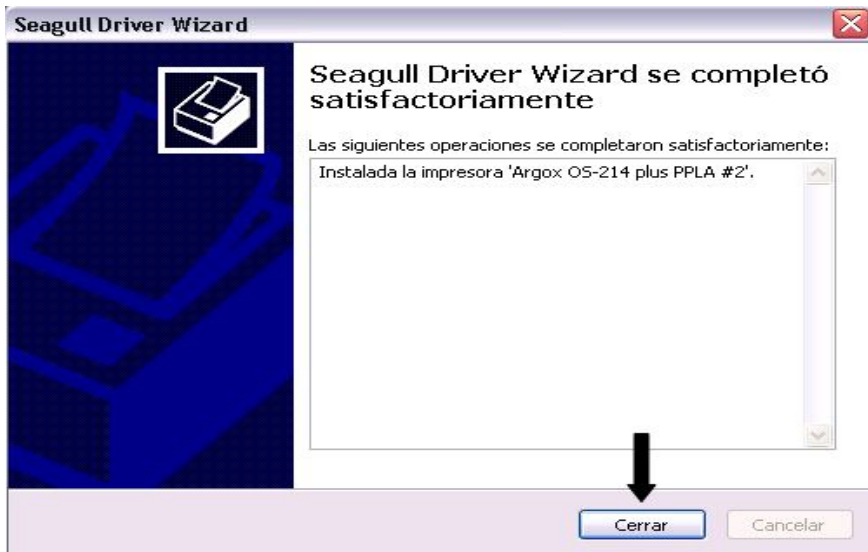 Seagull Driver Wizard
Seagull Driver Wizard se completó
satisfactoriamente
Las siguientes operaciones se completaron satisfactoriamente:
Instalada la impresora 'Argox OS-214 plus PPLA #2'.
Cerrar
Cancelar